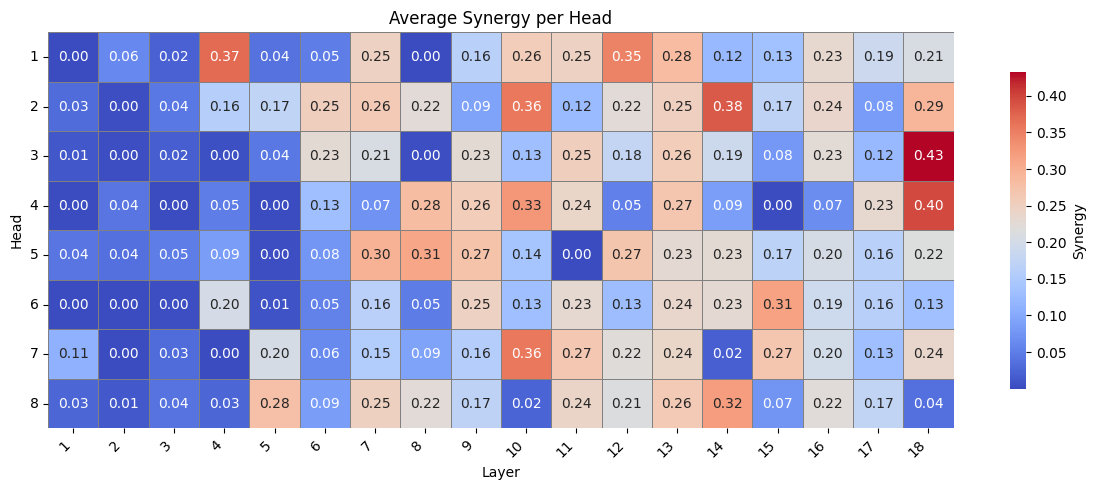 Average Synergy per Head
1 0.00 0.06 0.02 0.37 0.04 0.05 0.25 0.00 0.16 0.26 0.25 0.35 0.28 0.12 0.13 0.23 0.19 0.21
2 0.03 0.00 0.04 0.16 0.17 0.25 0.26 0.22 0.09 0.36 0.12 0.22 0.25 0.38 0.17 0.24 0.08 0.29
3 0.01 0.00 0.02 0.00 0.04 0.23 0.21 0.00 0.23 0.13 0.25 0.18 0.26 0.19 0.08 0.23 0.12 0.43
4 0.00 0.04 0.00 0.05 0.00 0.13 0.07 0.28 0.26 0.33 0.24 0.05 0.27 0.09 0.00 0.07 0.23 0.40
5 0.04 0.04 0.05 0.09 0.00 0.08 0.30 0.31 0.27 0.14 0.00 0.27 0.23 0.23 0.17 0.20 0.16 0.22
6 0.00 0.00 0.00 0.20 0.01 0.05 0.16 0.05 0.25 0.13 0.23 0.13 0.24 0.23 0.31 0.19 0.16 0.13
7 0.11 0.00 0.03 0.00 0.20 0.06 0.15 0.09 0.16 0.36 0.27 0.22 0.24 0.02 0.27 0.20 0.13 0.24
8 0.03 0.01 0.04 0.03 0.28 0.09 0.25 0.22 0.17 0.02 0.24 0.21 0.26 0.32 0.07 0.22 0.17 0.04
1 2 3 4 5 6 7 8 9 10 11 12 13 14 15 16 17 18
Layer
Head
0.40
0.35
0.30
0.25
0.20
0.15
0.10
0.05
Synergy